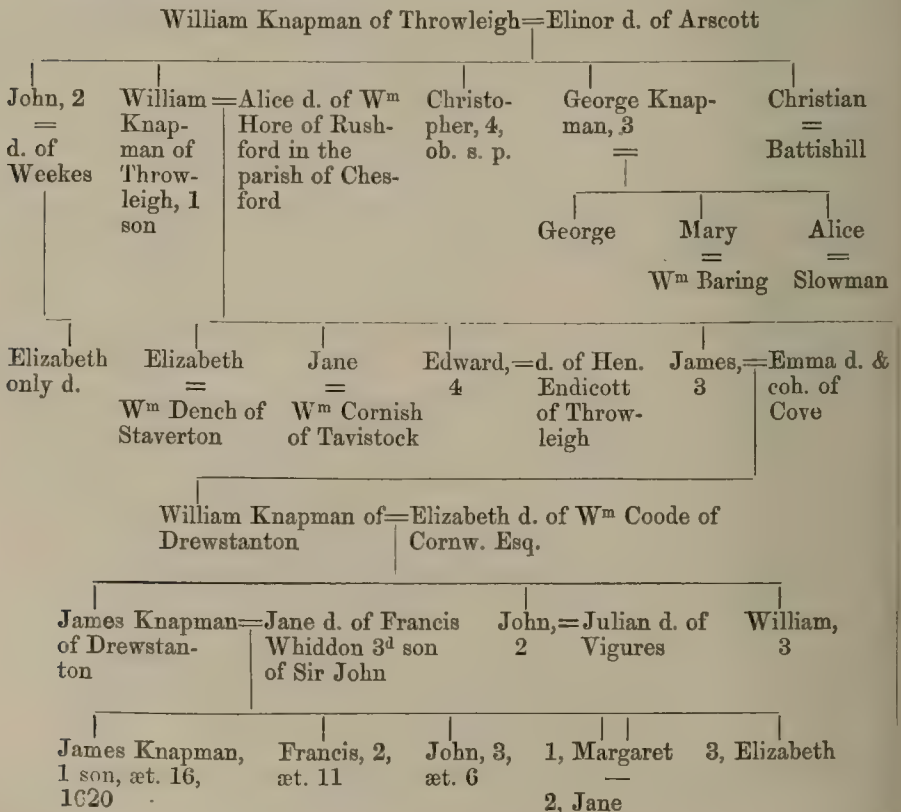 William Knapman of Throwleigh=Elinor d. of Arscott
John, 2
=
d. of
Weekes
William
Knap-
man of
Throw-
leigh, 1
son
=Alice d. of Wm
Hore of Rush-
ford in the
parish of Ches-
ford
Christo-
pher, 4,
ob. s. p.
George Knap-
man, 3
=
Christian
=
Battishill
George
Mary
=
Wm Baring
Alice
=
Slowman
Elizabeth
only d.
Elizabeth
=
Wm Dench of
Staverton
Jane
=
Wm Cornish
of Tavistock
Edward,
4
=d. of Hen.
Endicott
of Throw-
leigh
James,
3
=Emma d. &
coh. of
Cove
William Knapman of
Drewstanton
=Elizabeth d. of Wm Coode of
Cornw. Esq.
James Knapman
of Drewstan-
ton
=Jane d. of Francis
Whiddon 3d son
of Sir John
John,
2
=Julian d. of
Vigures
William,
3
James Knapman,
1 son, æt. 16,
1620
Francis, 2,
æt. 11
John, 3,
æt. 6
1, Margaret
—
2, Jane
3, Elizabeth